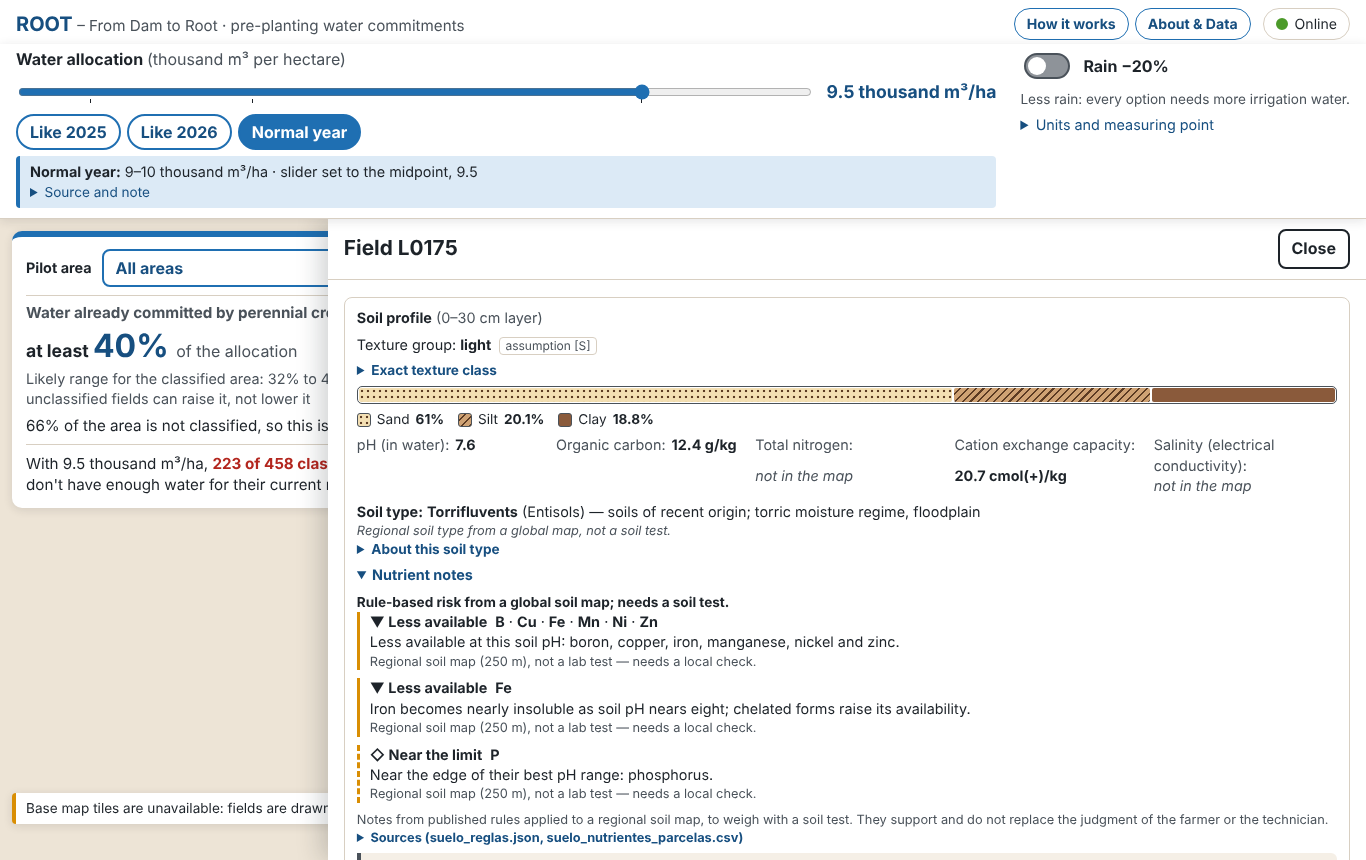 ROOT – From Dam to Root · pre-planting water commitments
How it works
About & Data
Online
Water allocation (thousand m³ per hectare)
9.5 thousand m³/ha
Like 2025
Like 2026
Normal year
Normal year: 9–10 thousand m³/ha · slider set to the midpoint, 9.5
▶ Source and note
Rain −20%
Less rain: every option needs more irrigation water.
▶ Units and measuring point
Pilot area
All areas
Water already committed by perennial
at least 40% of the allocation
Likely range for the classified area: 32% to
unclassified fields can raise it, not lower it
66% of the area is not classified, so this is
With 9.5 thousand m³/ha, 223 of 458
don't have enough water for their current
Base map tiles are unavailable: fields are
Field L0175
Close
Soil profile (0–30 cm layer)
Texture group: light assumption [S]
▶ Exact texture class
Sand 61% Silt 20.1% Clay 18.8%
pH (in water): 7.6
Organic carbon: 12.4 g/kg
Total nitrogen:
not in the map
Cation exchange capacity:
20.7 cmol(+)/kg
Salinity (electrical
conductivity):
not in the map
Soil type: Torrifluvents (Entisols) — soils of recent origin; torric moisture regime, floodplain
Regional soil type from a global map, not a soil test.
▶ About this soil type
▼ Nutrient notes
Rule-based risk from a global soil map; needs a soil test.
▼ Less available B · Cu · Fe · Mn · Ni · Zn
Less available at this soil pH: boron, copper, iron, manganese, nickel and zinc.
Regional soil map (250 m), not a lab test — needs a local check.
▼ Less available Fe
Iron becomes nearly insoluble as soil pH nears eight; chelated forms raise its availability.
Regional soil map (250 m), not a lab test — needs a local check.
◇ Near the limit P
Near the edge of their best pH range: phosphorus.
Regional soil map (250 m), not a lab test — needs a local check.
Notes from published rules applied to a regional soil map, to weigh with a soil test. They support and do not replace the judgment of the farmer or the technician.
▶ Sources (suelo_reglas.json, suelo_nutrientes_parcelas.csv)